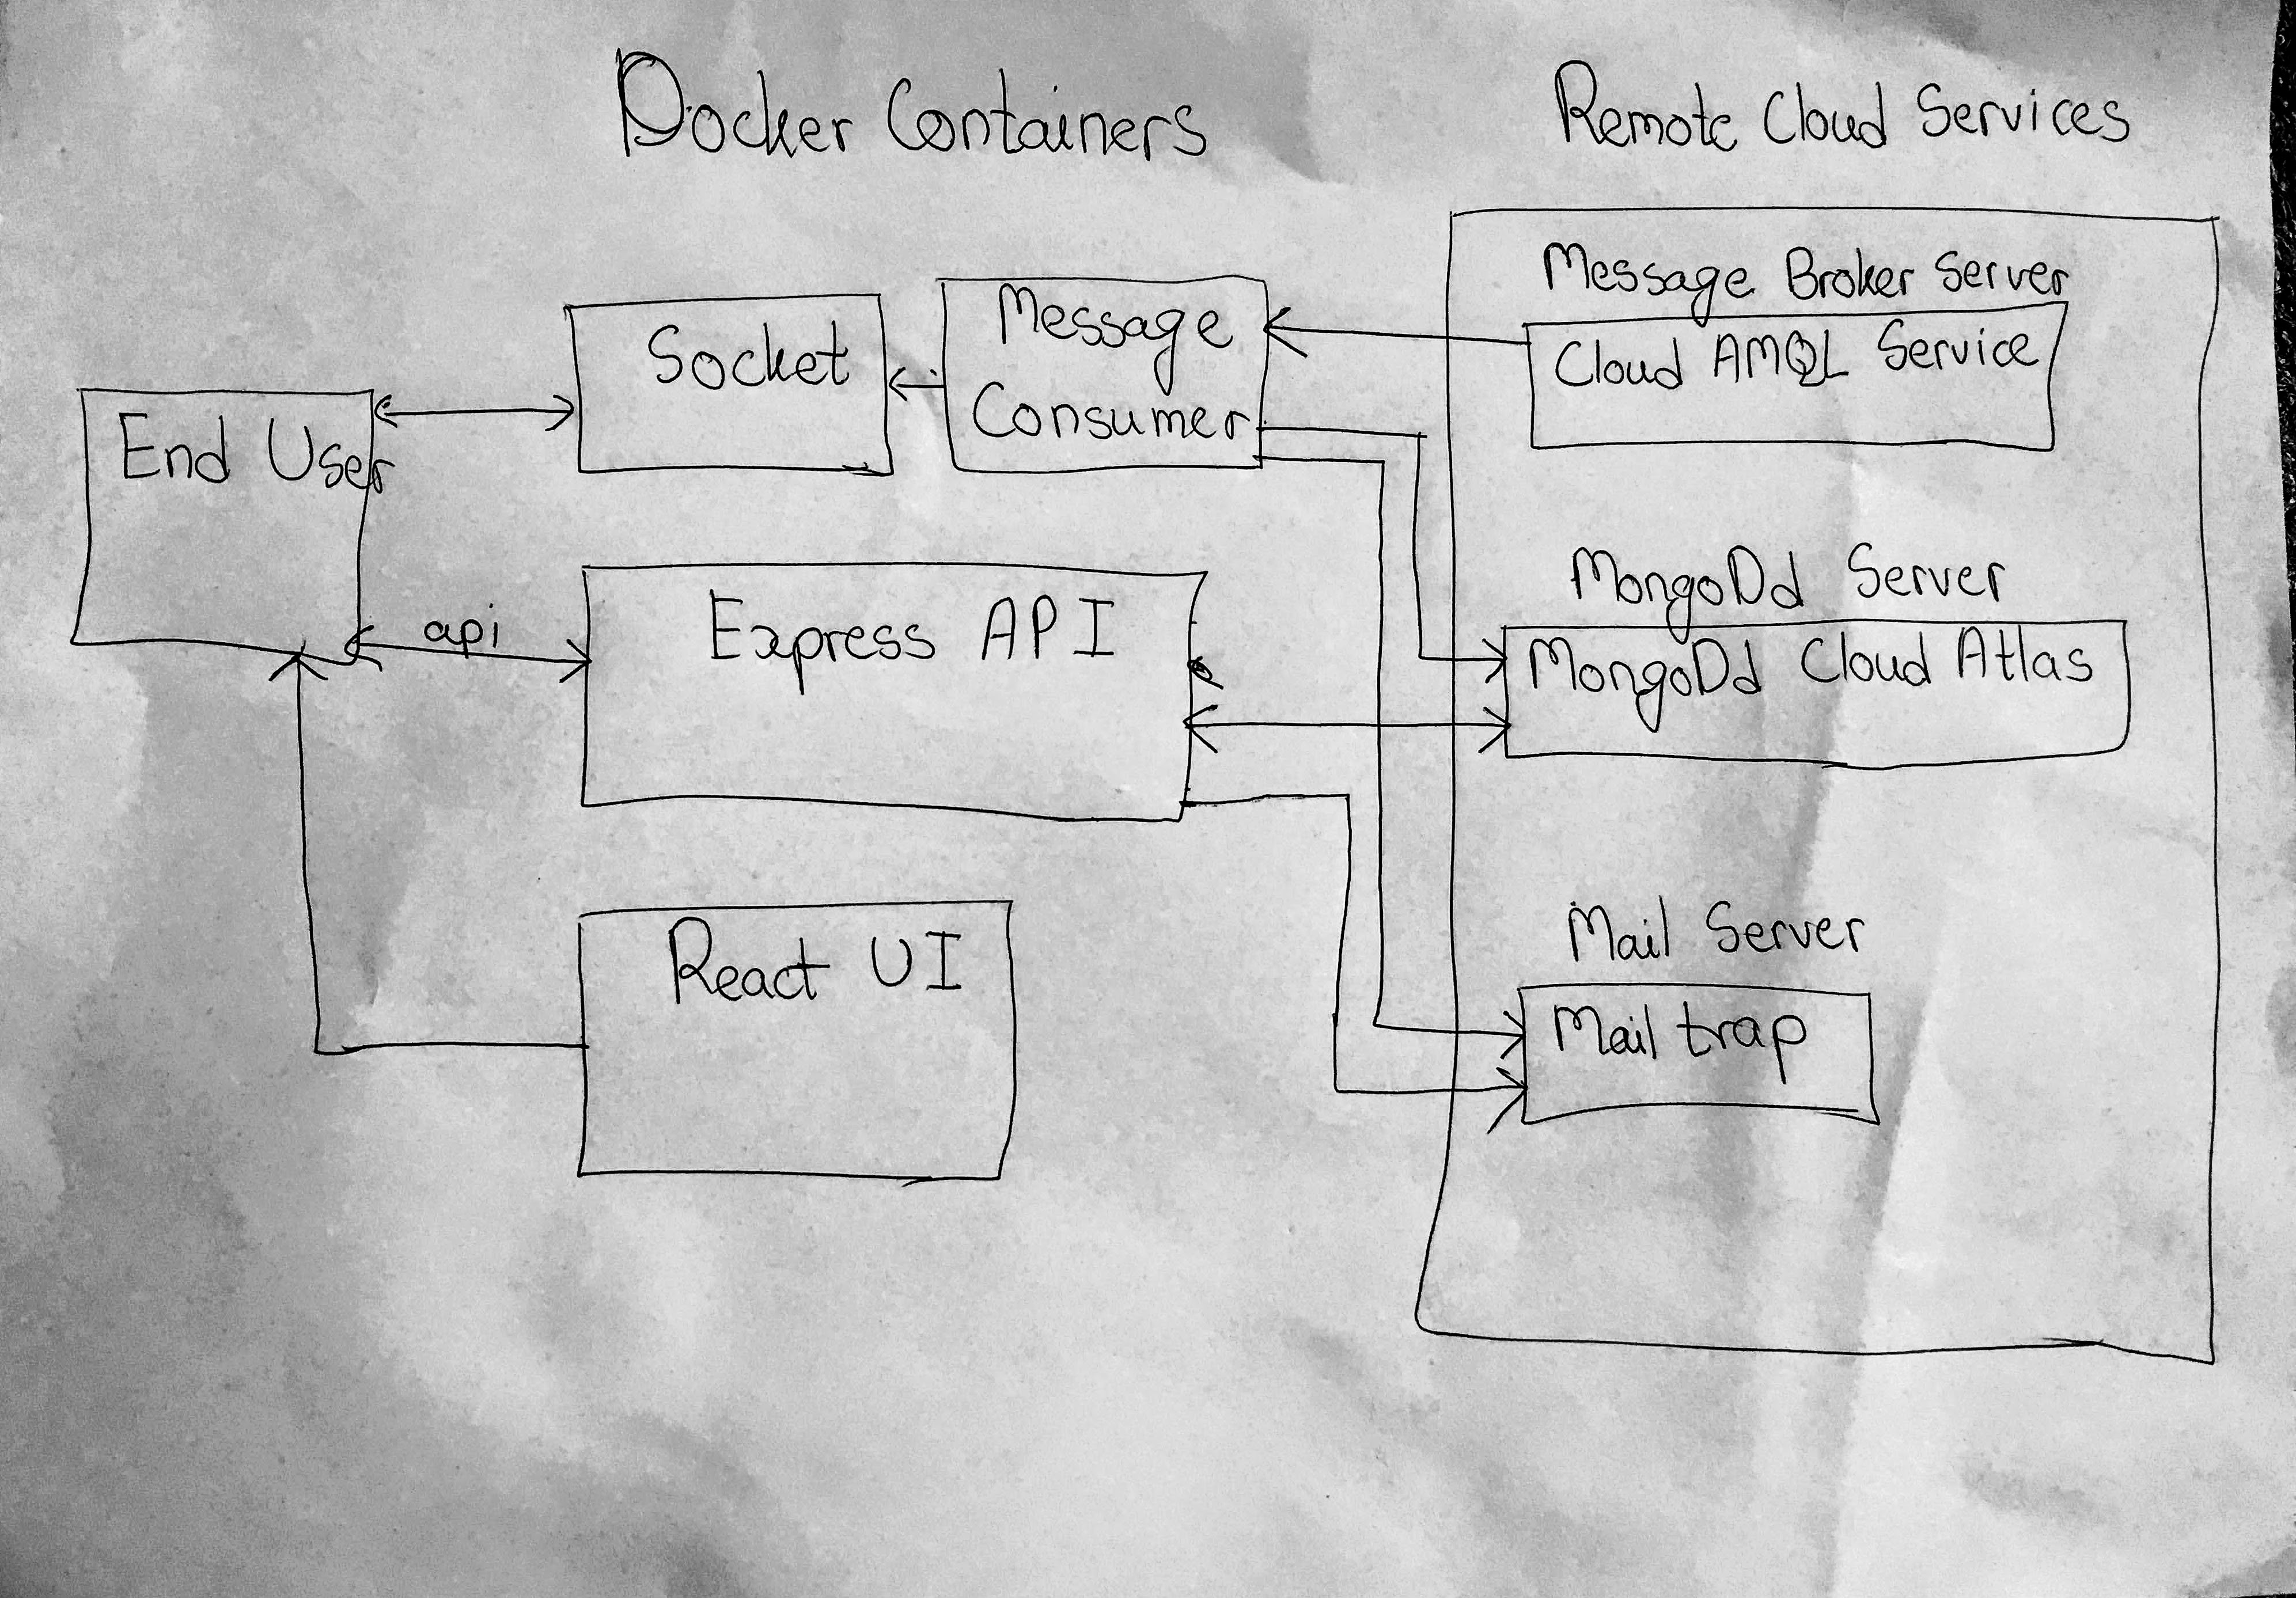 Docker Containers
Remote Cloud Services
Message Broker Server
Cloud AMQL Service
Message
Consumer
Socket
End User
api
Express API
MongoDd Server
MongoDd Cloud Atlas
React UI
Mail Server
Mail trap